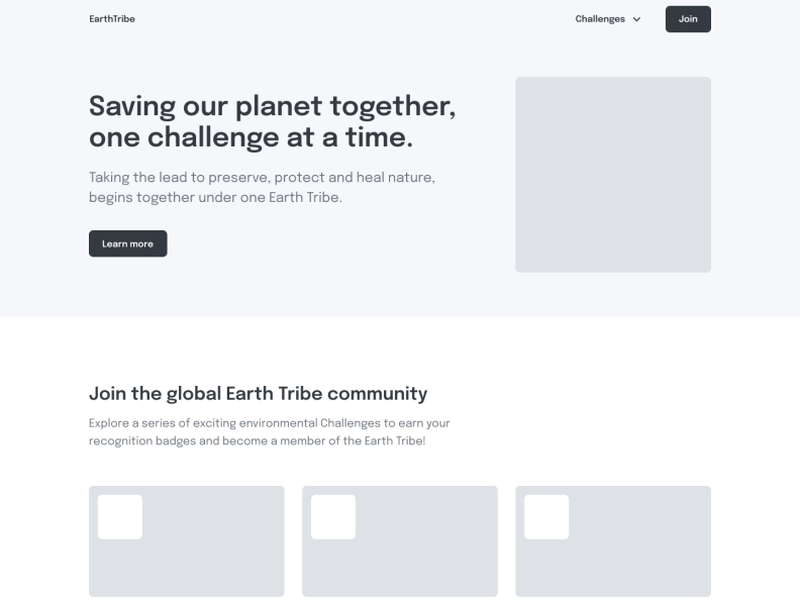 EarthTribe
Challenges
Join
Saving our planet together,
one challenge at a time.
Taking the lead to preserve, protect and heal nature,
begins together under one Earth Tribe.
Learn more
Join the global Earth Tribe community
Explore a series of exciting environmental Challenges to earn your
recognition badges and become a member of the Earth Tribe!